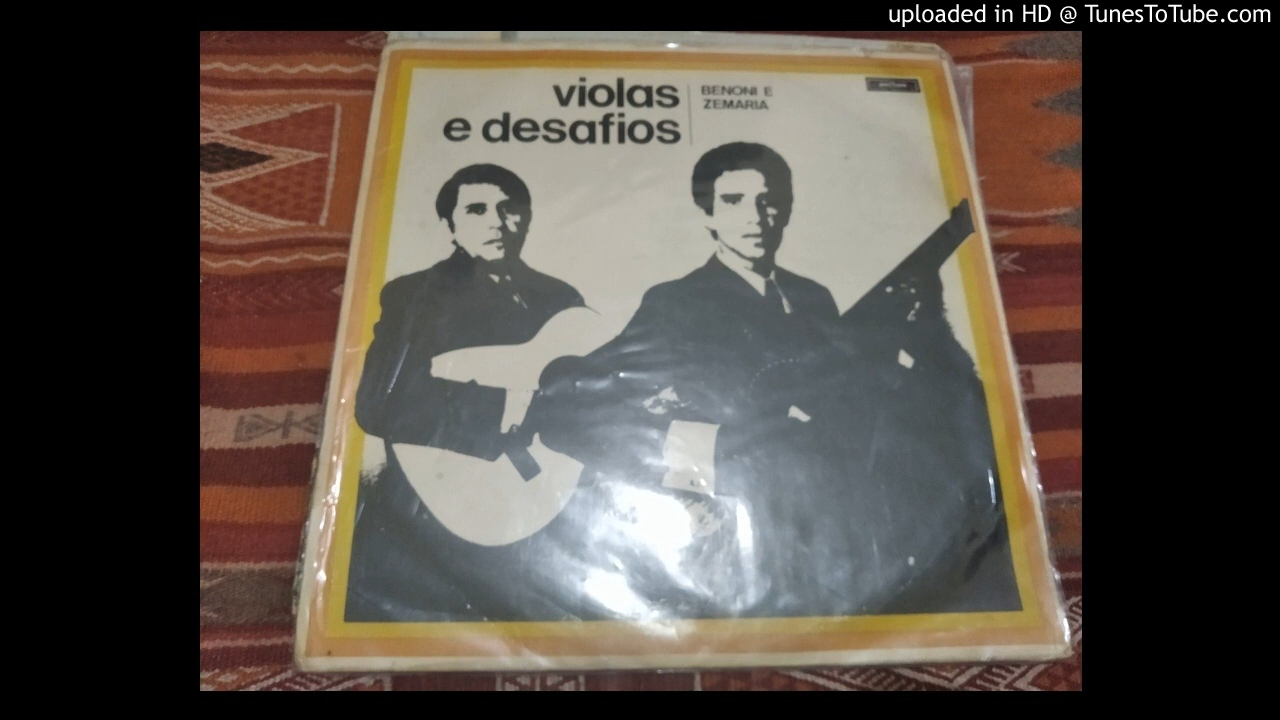 uploaded in HD @ TunesToTube.com
violas
e desafios
BENONI E
ZEMARIA